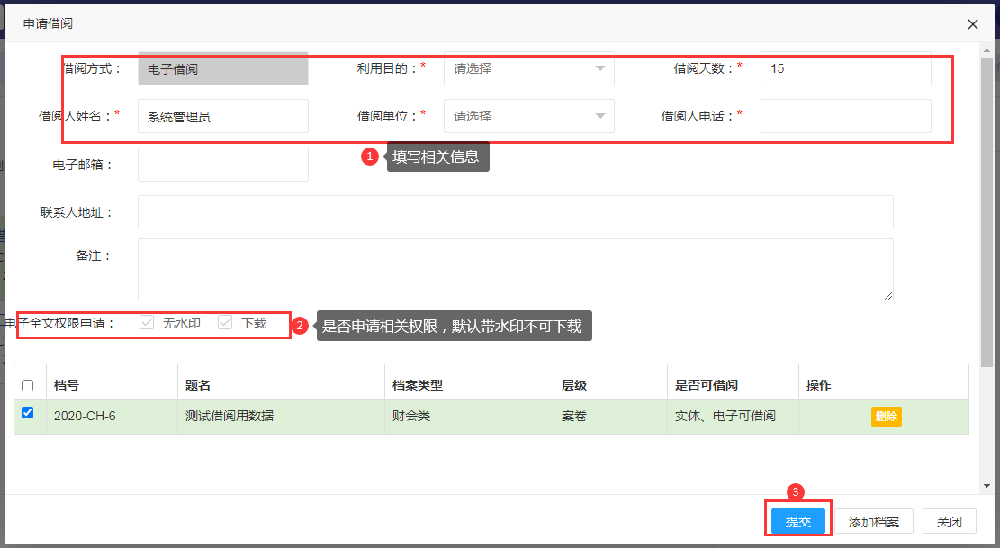 申请借阅
借阅方式： 电子借阅 利用目的：* 请选择 借阅天数：* 15
借阅人姓名：* 系统管理员 借阅单位：* 请选择 借阅人电话：*
1 填写相关信息
电子邮箱：
联系人地址：
备注：
电子全文权限申请： 无水印 下载 2 是否申请相关权限，默认带水印不可下载
档号 题名 档案类型 层级 是否可借阅 操作
2020-CH-6 测试借阅用数据 财会类 案卷 实体、电子可借阅 删除
3
提交 添加档案 关闭